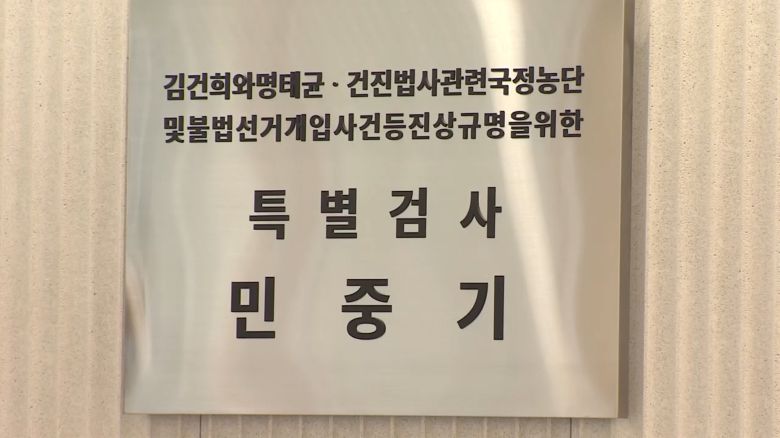 김건희와명태균·건진법사관련국정농단
및불법선거개입사건등진상규명을위한
특별검사
민중기